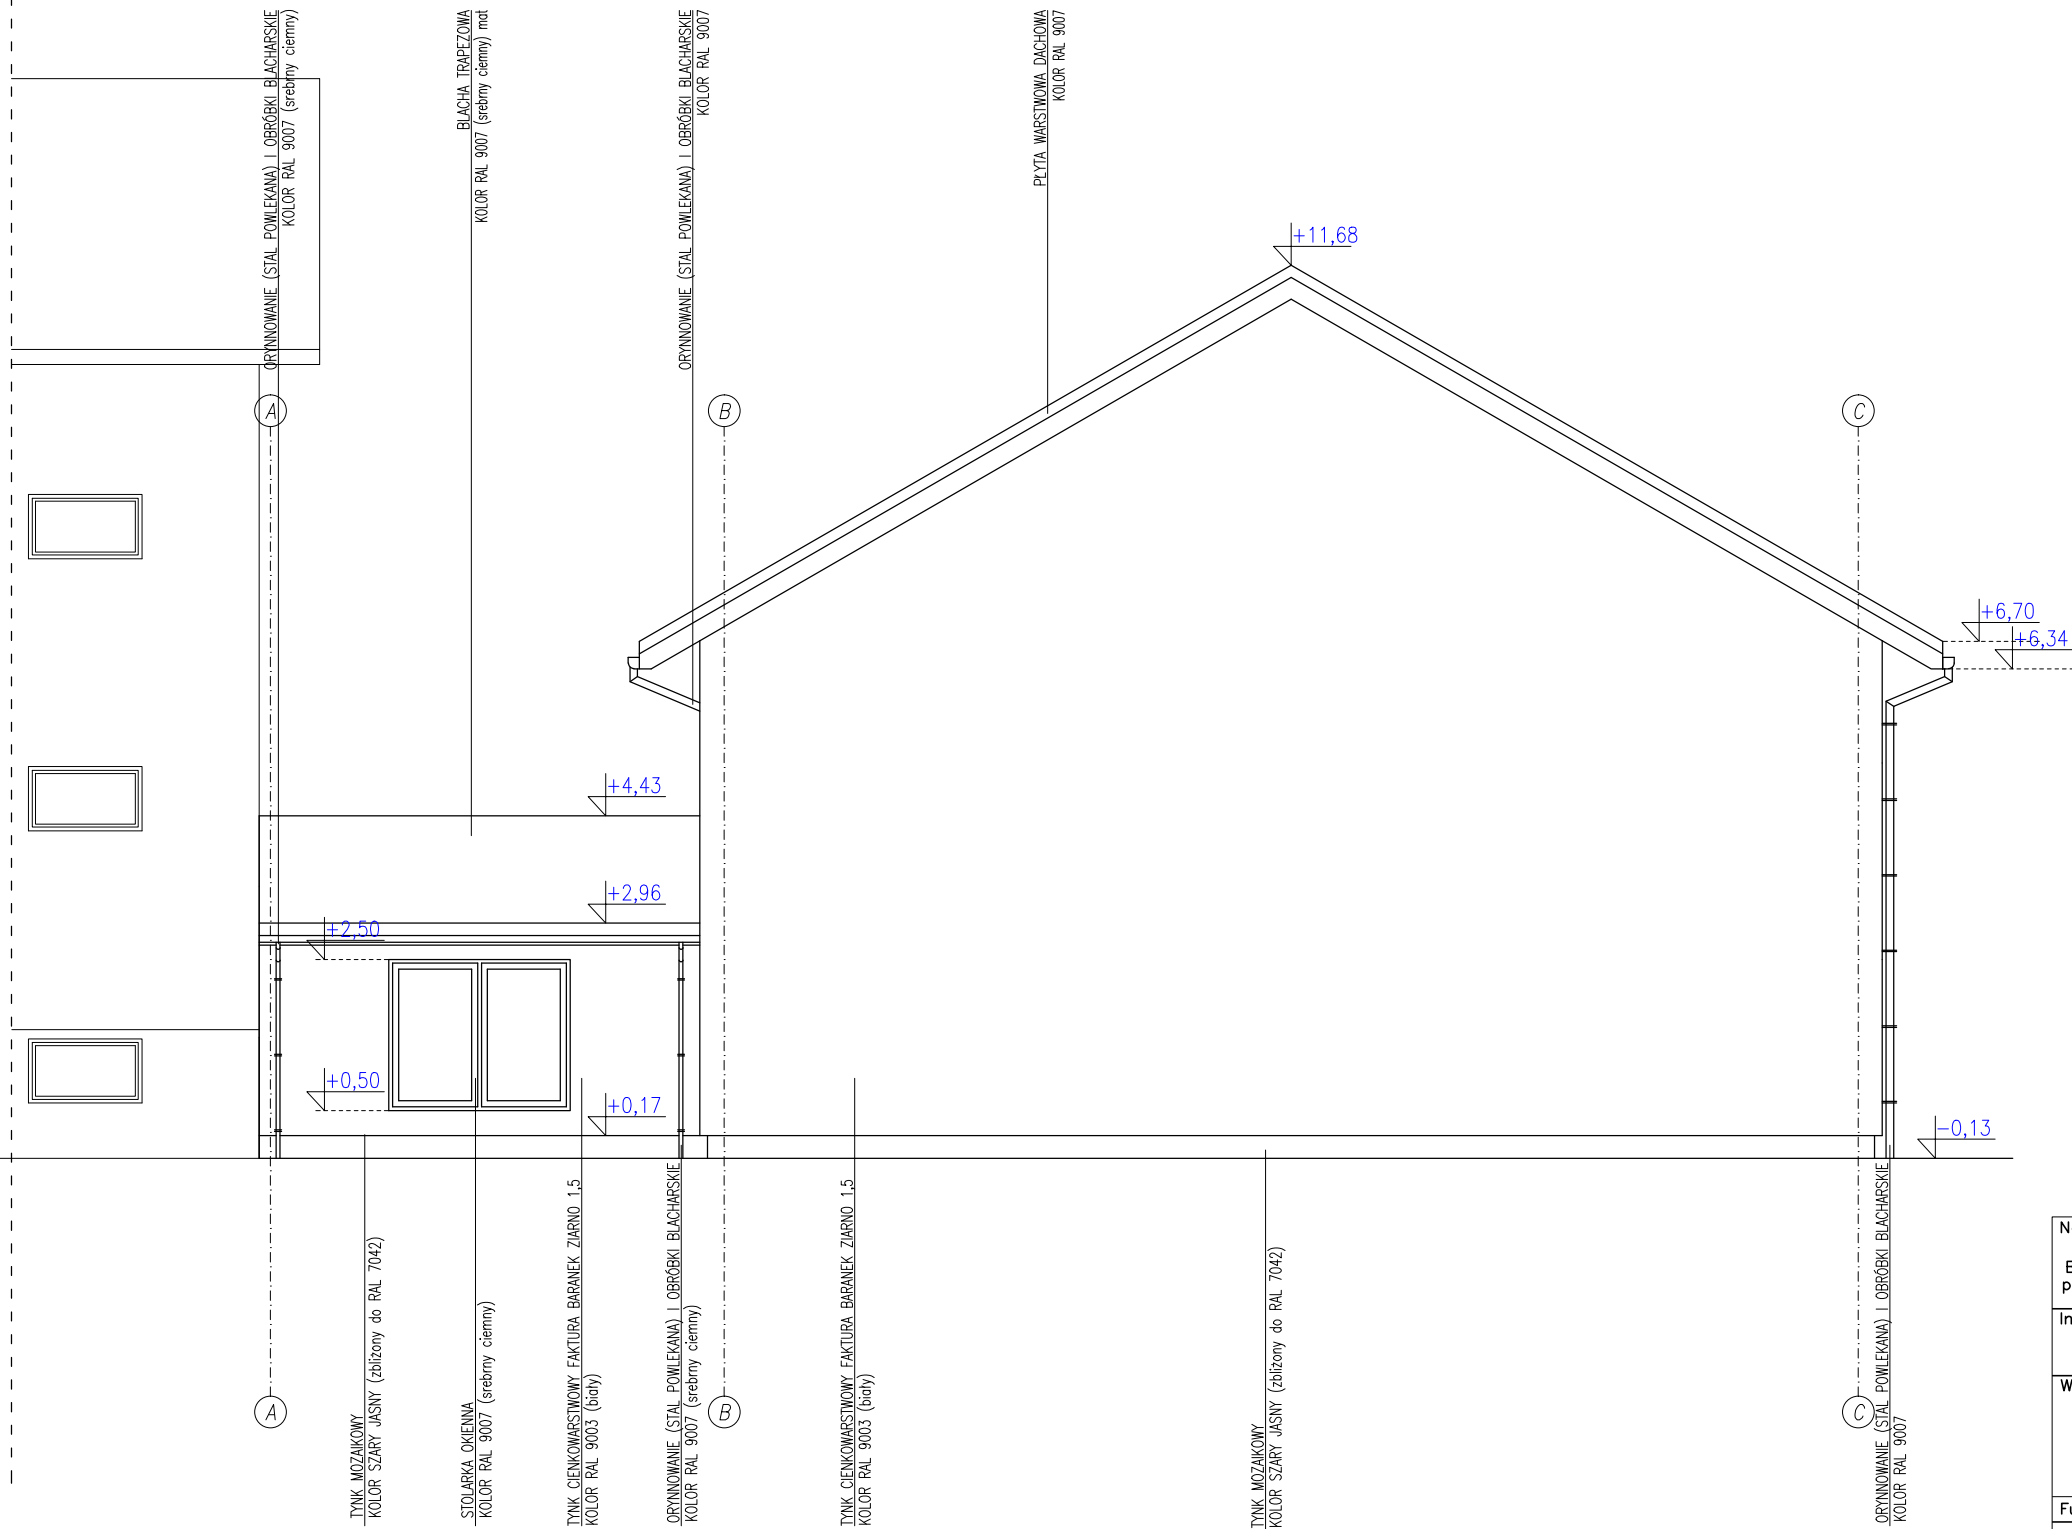 ORYNNOWANIE (STAL POWLEKANA) I OBRÓBKI BLACHARSKIE
KOLOR RAL 9007 (srebrny ciemny)
BLACHA TRAPEZOWA
KOLOR RAL 9007 (srebrny ciemny) mat
ORYNNOWANIE (STAL POWLEKANA) I OBRÓBKI BLACHARSKIE
KOLOR RAL 9007
PŁYTA WARSTWOWA DACHOWA
KOLOR RAL 9007
+11,68
A
B
C
+6,70
+6,34
+4,43
+2,96
+2,50
+0,50
+0,17
-0,13
TYNK MOZAIKOWY
KOLOR SZARY JASNY (zbliżony do RAL 7042)
STOLARKA OKIENNA
KOLOR RAL 9007 (srebrny ciemny)
TYNK CIENKOWARSTWOWY FAKTURA BARANEK ZIARNO 1,5
KOLOR RAL 9003 (biały)
ORYNNOWANIE (STAL POWLEKANA) I OBRÓBKI BLACHARSKIE
KOLOR RAL 9007 (srebrny ciemny)
TYNK CIENKOWARSTWOWY FAKTURA BARANEK ZIARNO 1,5
KOLOR RAL 9003 (biały)
TYNK MOZAIKOWY
KOLOR SZARY JASNY (zbliżony do RAL 7042)
ORYNNOWANIE (STAL POWLEKANA) I OBRÓBKI BLACHARSKIE
KOLOR RAL 9007
A
B
C